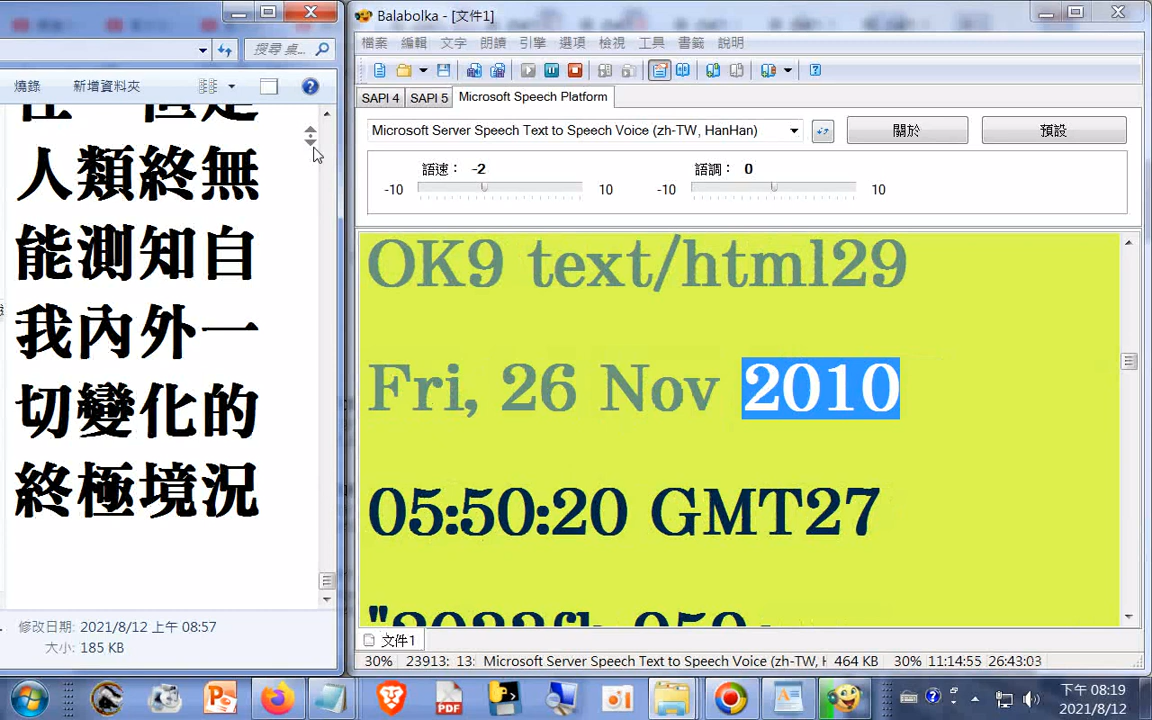 搜尋 桌...
燒錄 新增資料夾
人類終無
能測知自
我內外一
切變化的
終極境況
修改日期: 2021/8/12 上午 08:57
大小: 185 KB
Balabolka - [文件1]
檔案 編輯 文字 朗讀 引擎 選項 檢視 工具 書籤 說明
SAPI 4 SAPI 5 Microsoft Speech Platform
Microsoft Server Speech Text to Speech Voice (zh-TW, HanHan) 關於 預設
語速: -2 語調: 0
-10 10 -10 10
OK9 text/html29
Fri, 26 Nov 2010
05:50:20 GMT27
文件1
30% 23913: 13: Microsoft Server Speech Text to Speech Voice (zh-TW, H 464 KB 30% 11:14:55 26:43:03
下午 08:19
2021/8/12